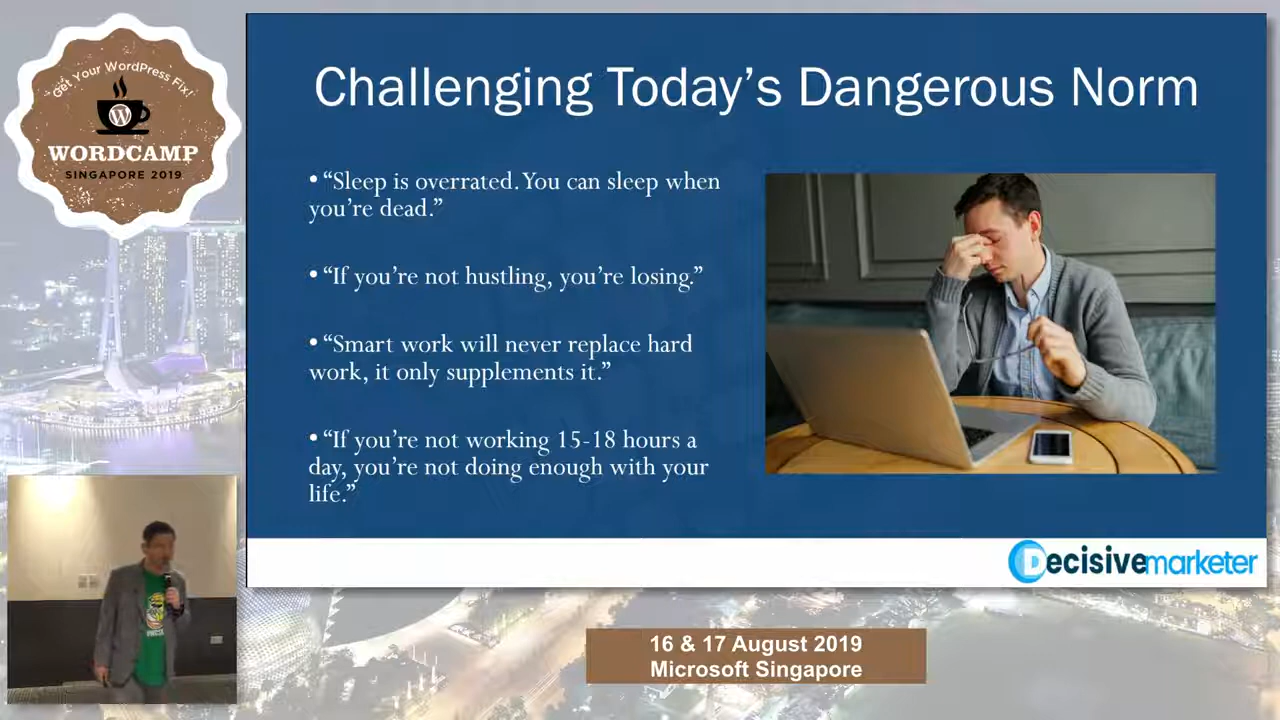 Get Your WordPress Fix!
WORDCAMP
SINGAPORE 2019
Challenging Today’s Dangerous Norm
• “Sleep is overrated. You can sleep when
you’re dead.”
• “If you’re not hustling, you’re losing.”
• “Smart work will never replace hard
work, it only supplements it.”
• “If you’re not working 15-18 hours a
day, you’re not doing enough with your
life.”
Decisivemarketer
16 & 17 August 2019
Microsoft Singapore